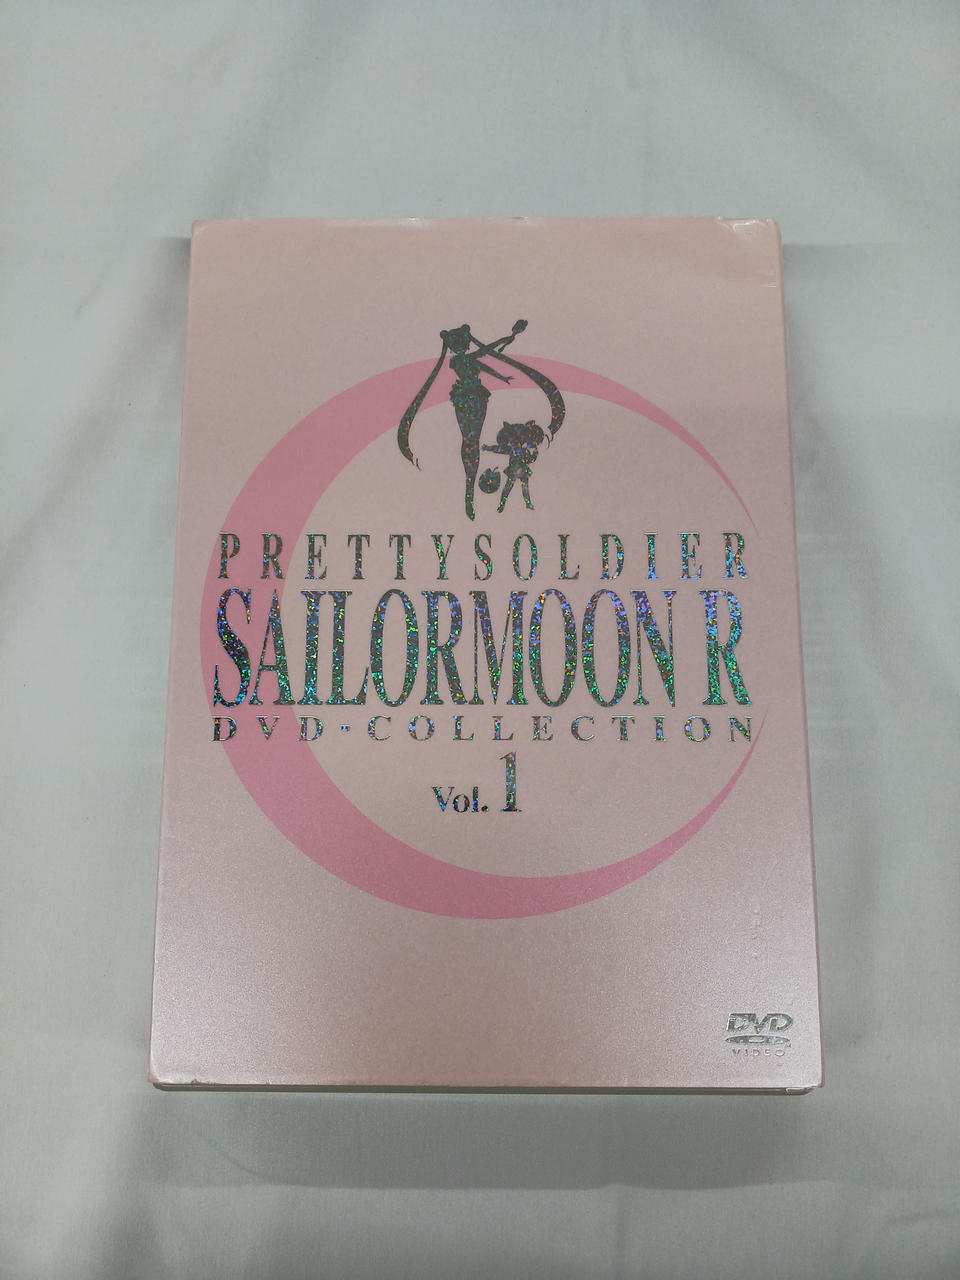 PRETTYSOLDIER
SAILORMOON R
DVD·COLLECTION
Vol. 1
DVD
VIDEO